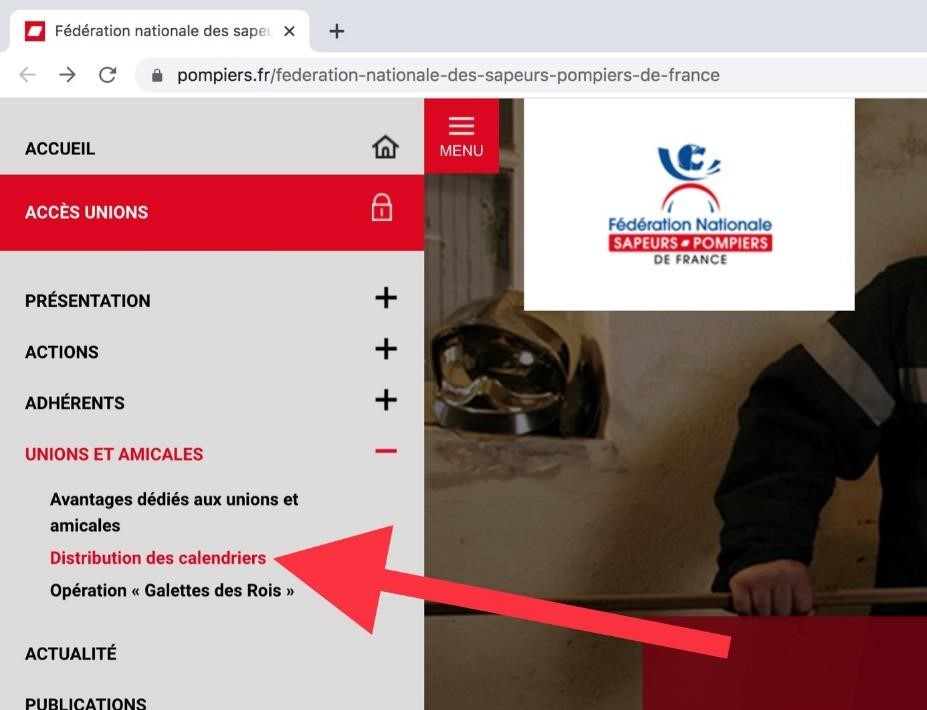 Fédération nationale des sapeu
pompiers.fr/federation-nationale-des-sapeurs-pompiers-de-france
ACCUEIL
ACCÈS UNIONS
PRÉSENTATION
ACTIONS
ADHÉRENTS
UNIONS ET AMICALES
Avantages dédiés aux unions et
amicales
Distribution des calendriers
Opération « Galettes des Rois »
ACTUALITÉ
PUBLICATIONS
MENU
Fédération Nationale
SAPEURS-POMPIERS
DE FRANCE